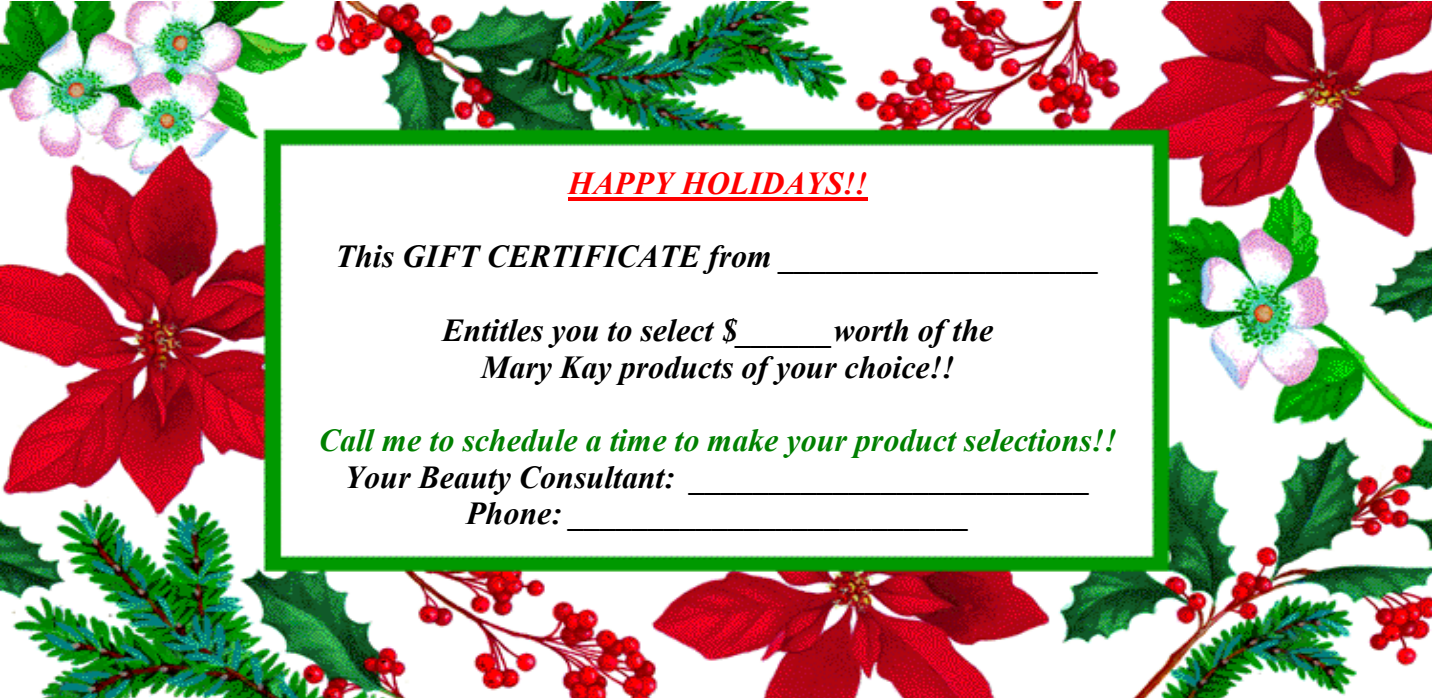 HAPPY HOLIDAYS!!
This GIFT CERTIFICATE from ____________________
Entitles you to select $______worth of the
Mary Kay products of your choice!!
Call me to schedule a time to make your product selections!!
Your Beauty Consultant: _________________________
Phone: _________________________